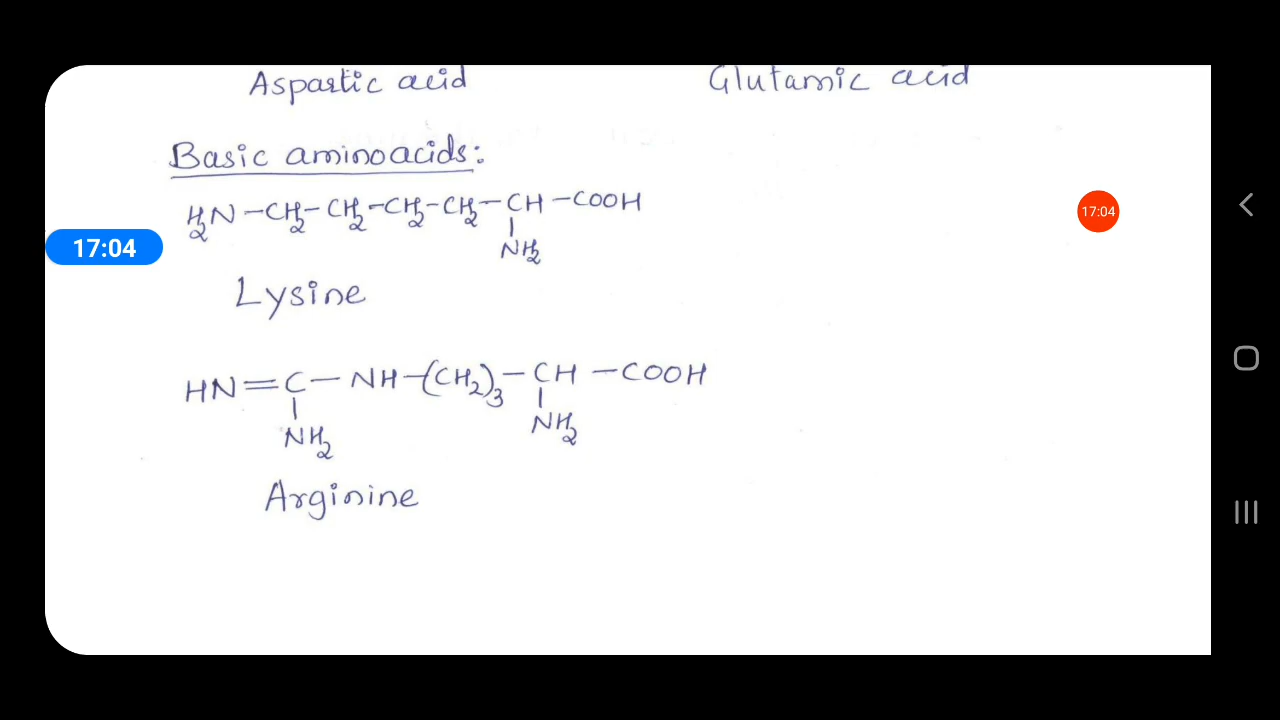 Aspartic acid Glutamic acid
Basic aminoacids:
H₂N－CH₂－CH₂－CH₂－CH₂－CH－COOH
|
NH₂
17:04
17:04
Lysine
HN＝C－NH－(CH₂)₃－CH－COOH
| |
NH₂ NH₂
Arginine